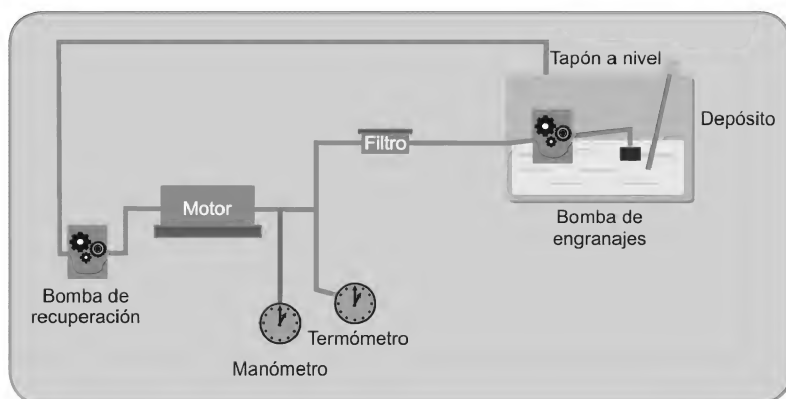 Tapón a nivel
Depósito
Filtro
Motor
Bomba de
engranajes
Bomba de
recuperación
Termómetro
Manómetro